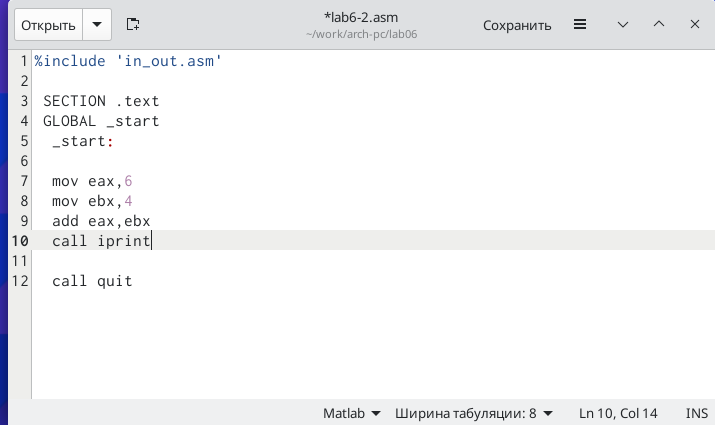 Открыть
*lab6-2.asm
~/work/arch-pc/lab06
Сохранить
1 %include 'in_out.asm'
2
3 SECTION .text
4 GLOBAL _start
5 _start:
6
7 mov eax,6
8 mov ebx,4
9 add eax,ebx
10 call iprint
11
12 call quit
Matlab Ширина табуляции: 8 Ln 10, Col 14 INS